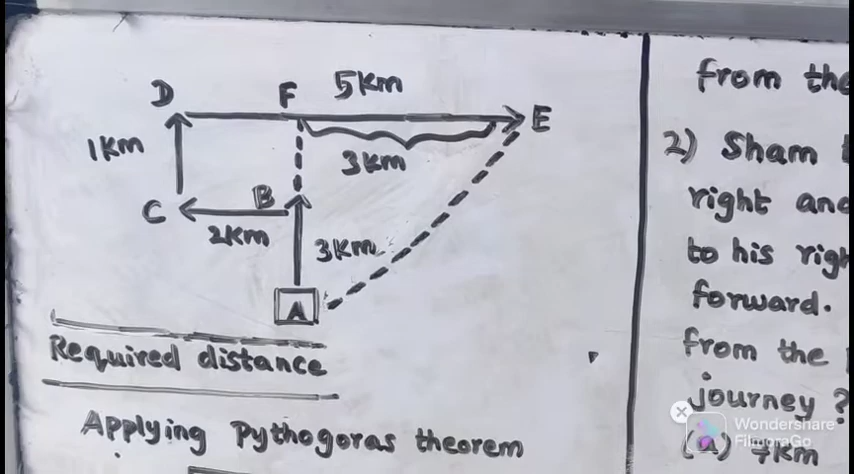 D F 5km E
1km
3km
C B
2km 3km
A
Required distance
Applying Pythogoras theorem
from the
2) Sham
right and
to his righ
forward.
from the
journey ?
(a) 7km
Wondershare
FilmoraGo